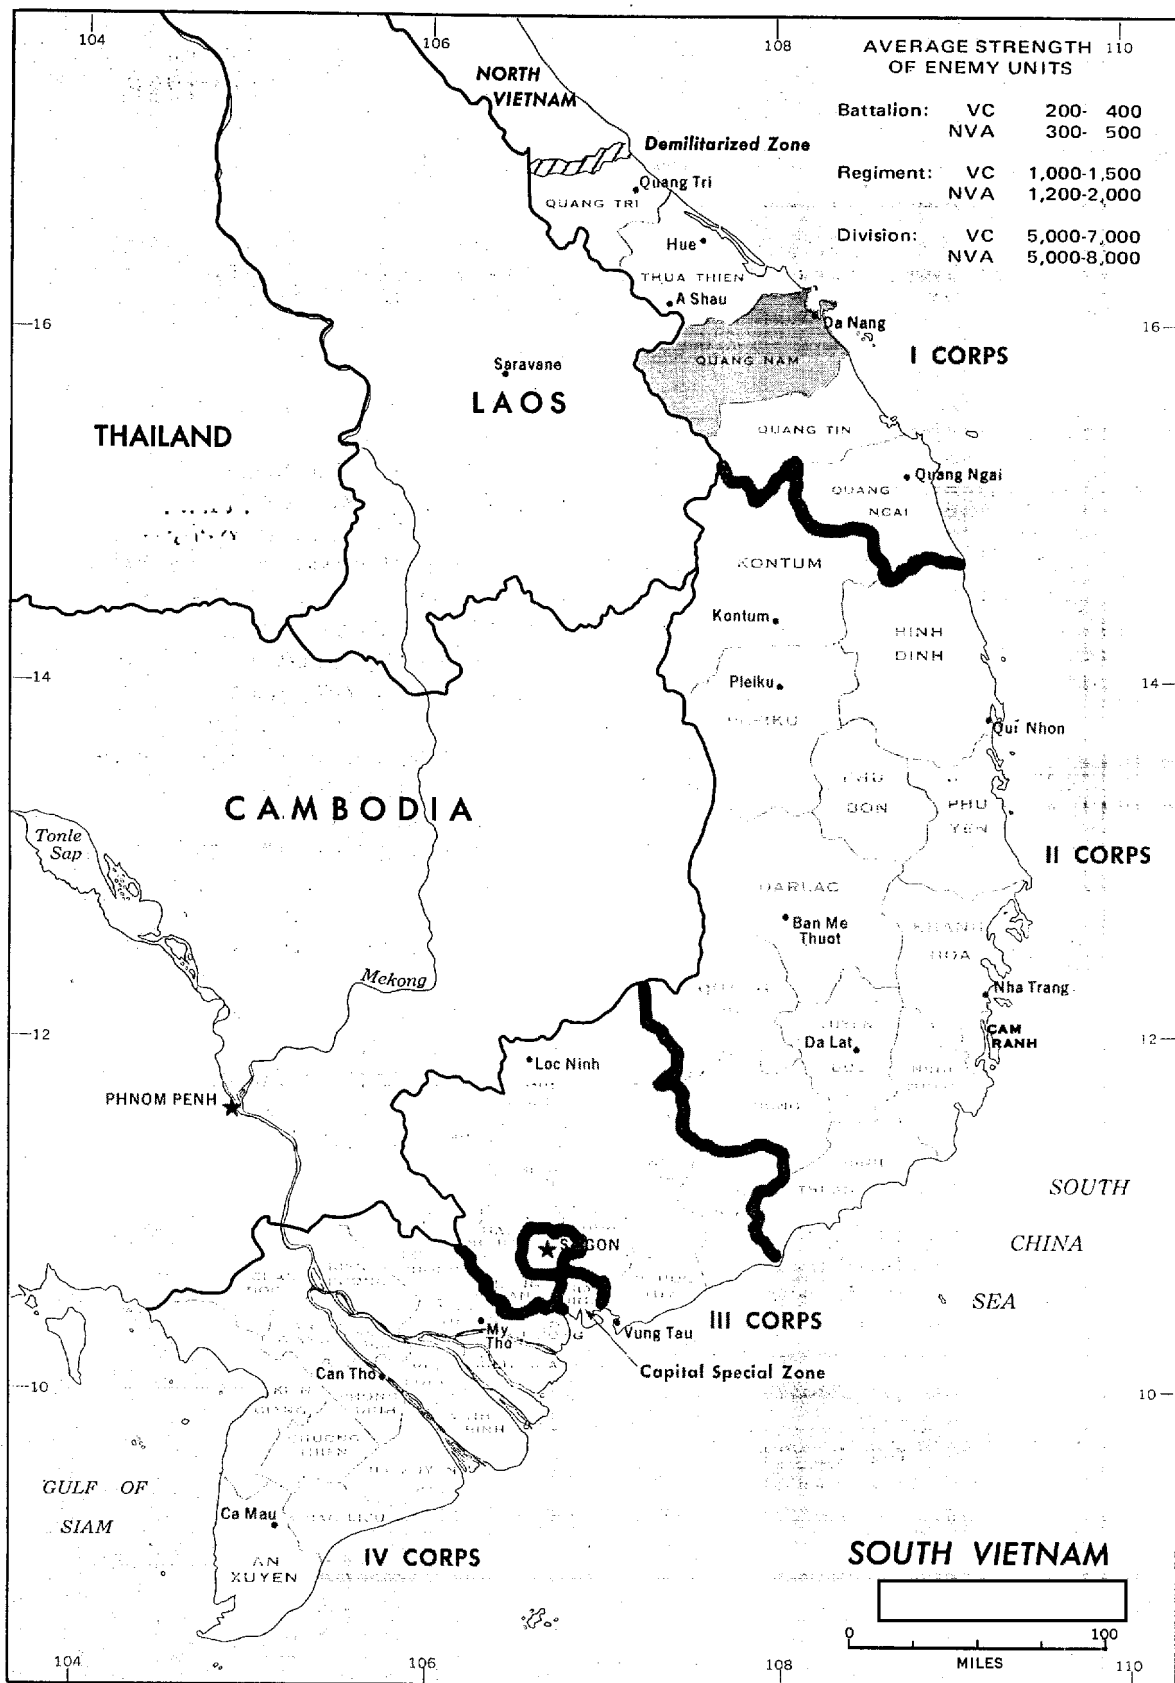 104
106
108
110
AVERAGE STRENGTH
OF ENEMY UNITS
Battalion: VC 200- 400
NVA 300- 500
Regiment: VC 1,000-1,500
NVA 1,200-2,000
Division: VC 5,000-7,000
NVA 5,000-8,000
NORTH
VIETNAM
Demilitarized Zone
Quang Tri
QUANG TRI
Hue
THUA THIEN
A Shau
16
Da Nang
16
I CORPS
QUANG NAM
Saravane
LAOS
THAILAND
QUANG TIN
Quang Ngai
QUANG
NGAI
KONTUM
Kontum
DINH
14
Pleiku
14
Qui Nhon
CAMBODIA
BON
PHU
YEN
Tonle
Sap
II CORPS
DARLAC
Ban Me
Thuot
HOA
Mekong
Nha Trang
12
CAM
RANH
12
Da Lat
Loc Ninh
PHNOM PENH
SOUTH
CHINA
SEA
SAIGON
III CORPS
My
Tho
Vung Tau
Capital Special Zone
Can Tho
10
10
GULF OF
SIAM
Ca Mau
AN
XUYEN
IV CORPS
SOUTH VIETNAM
0 100
MILES
104
106
108
110